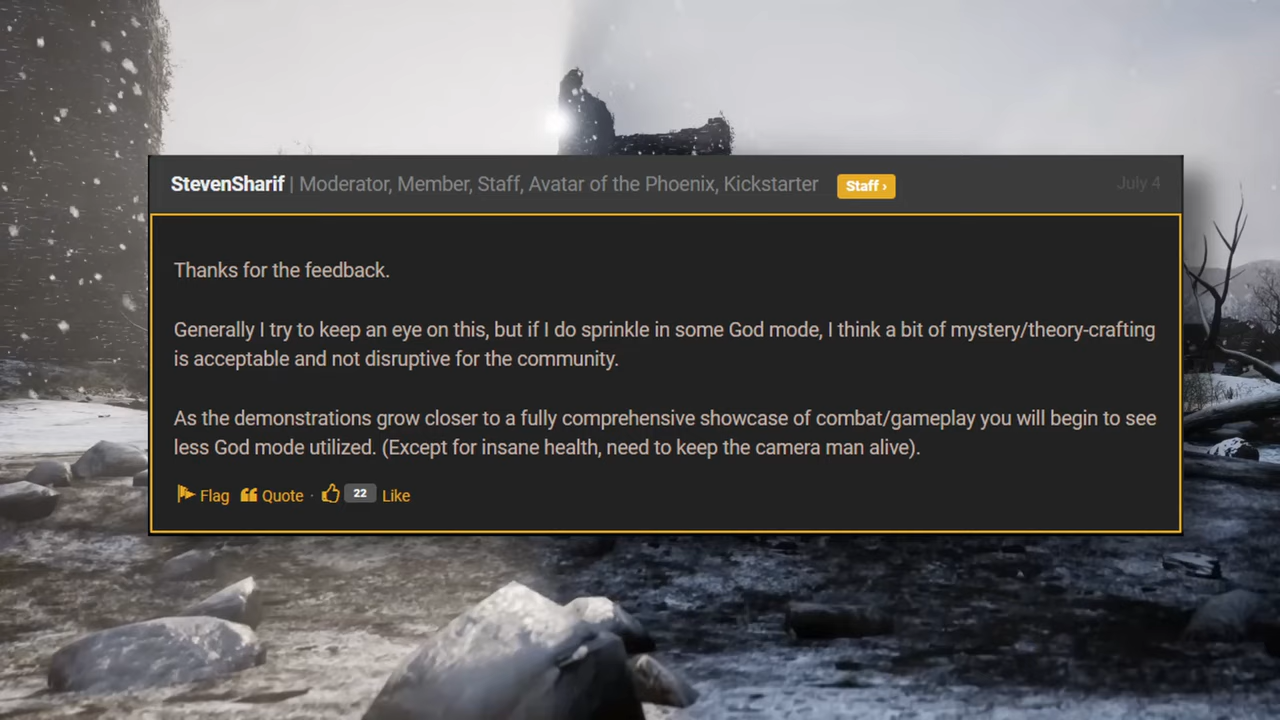 StevenSharif | Moderator, Member, Staff, Avatar of the Phoenix, Kickstarter Staff › July 4
Thanks for the feedback.
Generally I try to keep an eye on this, but if I do sprinkle in some God mode, I think a bit of mystery/theory-crafting
is acceptable and not disruptive for the community.
As the demonstrations grow closer to a fully comprehensive showcase of combat/gameplay you will begin to see
less God mode utilized. (Except for insane health, need to keep the camera man alive).
Flag Quote · 22 Like